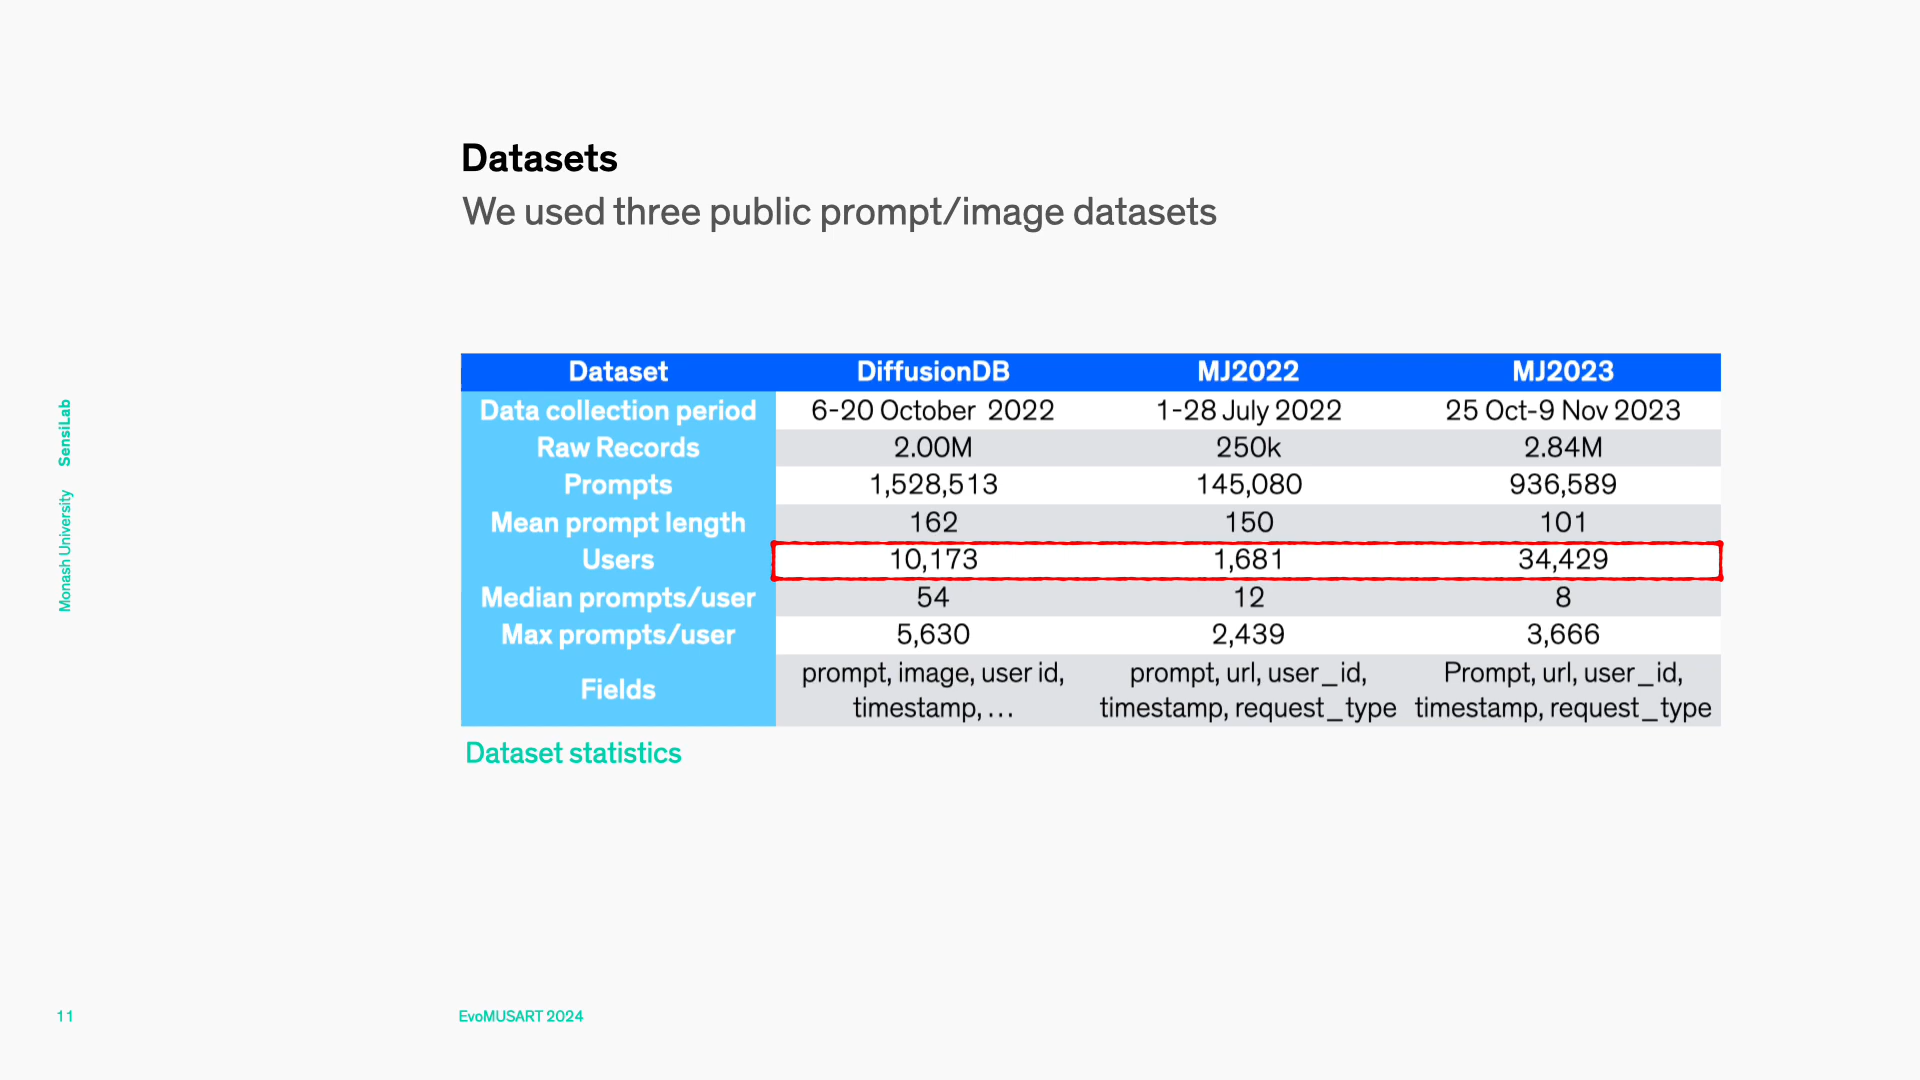 Datasets
We used three public prompt/image datasets
Dataset DiffusionDB MJ2022 MJ2023
Data collection period 6-20 October 2022 1-28 July 2022 25 Oct-9 Nov 2023
Raw Records 2.00M 250k 2.84M
Prompts 1,528,513 145,080 936,589
Mean prompt length 162 150 101
Users 10,173 1,681 34,429
Median prompts/user 54 12 8
Max prompts/user 5,630 2,439 3,666
Fields prompt, image, user id, timestamp, … prompt, url, user_id, timestamp, request_type Prompt, url, user_id, timestamp, request_type
Dataset statistics
Monash University SensiLab
11 EvoMUSART 2024